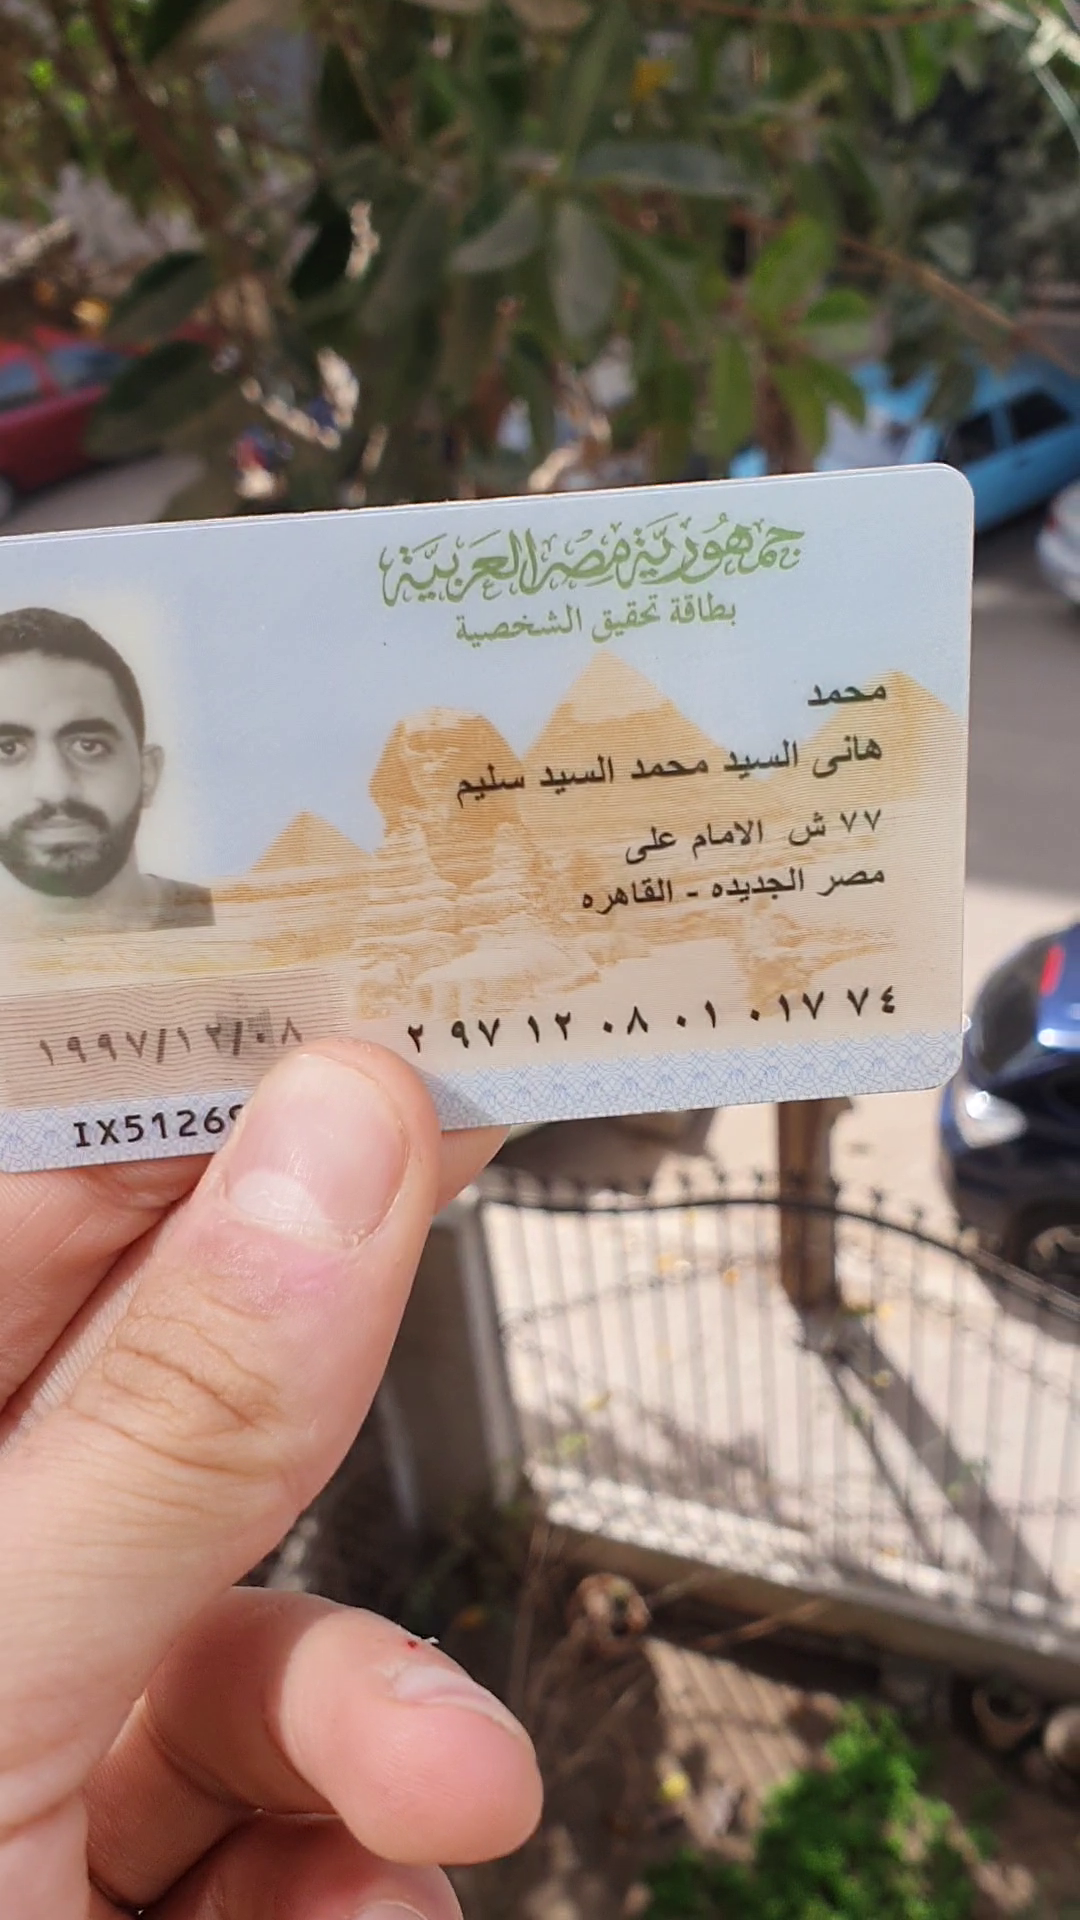 جمهورية مصر العربية
بطاقة تحقيق الشخصية
محمد
هانى السيد محمد السيد سليم
٧٧ ش الامام على
مصر الجديده - القاهره
٢ ٩٧ ١٢ ٠٨ ٠١ ٠١٧ ٧٤
١٩٩٧/١٢/٠٨
IX5126